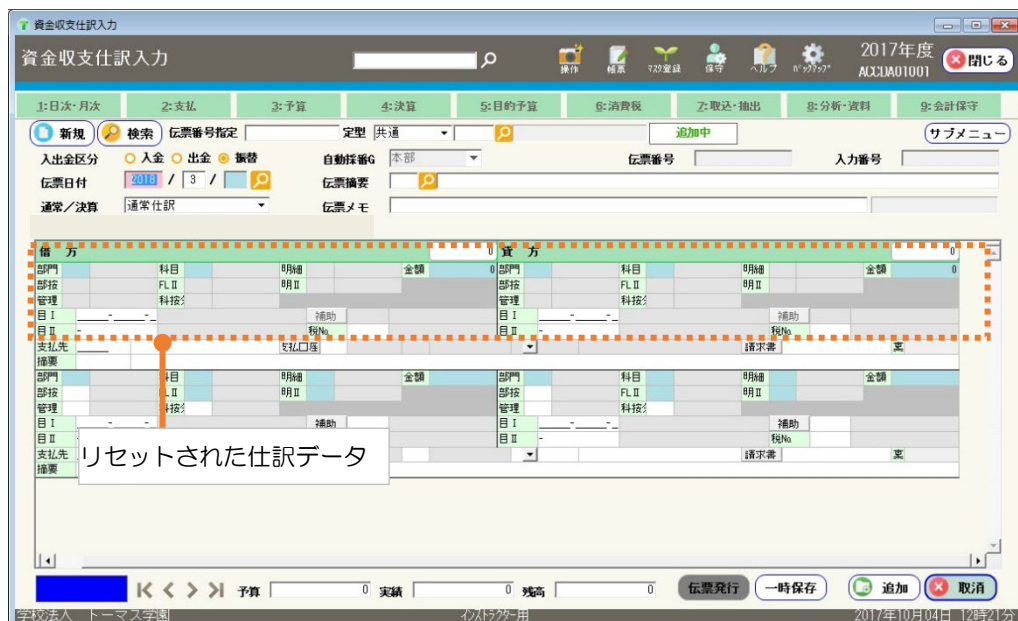 資金収支仕訳入力
資金収支仕訳入力 操作 帳票 マスタ登録 保守 ヘルプ ﾊﾞｯｸｱｯﾌﾟ 2017年度 ACCUA01001 閉じる
1:日次・月次 2:支払 3:予算 4:決算 5:目的予算 6:消費税 7:取込・抽出 8:分析・資料 9:会計保守
新規 検索 伝票番号指定 定型 共通 追加中 サブメニュー
入出金区分 入金 出金 振替 自動採番G 本部 伝票番号 入力番号
伝票日付 2018 / 3 / 伝票摘要
通常／決算 通常仕訳 伝票メモ
借 方 0 貸 方 0
部門 科目 明細 金額 0 部門 科目 明細 金額 0
部按 FLⅡ 明Ⅱ 部按 FLⅡ 明Ⅱ
管理 科按分 管理 科按分
目Ⅰ - - 補助 目Ⅰ - - 補助
目Ⅱ - 税No. 目Ⅱ - 税No.
支払先 支払口座 請求書
摘要
部門 科目 明細 金額 部門 科目 明細 金額
部按 FLⅡ 明Ⅱ 部按 FLⅡ 明Ⅱ
管理 科按分 管理 科按分
目Ⅰ - - 補助 目Ⅰ - - 補助
目Ⅱ - 目Ⅱ - 税No.
リセットされた仕訳データ
支払先 請求書
摘要
予算 0 実績 0 残高 0 伝票発行 一時保存 追加 取消
学校法人 トーマス学園 インストラクター用 2017年10月04日 12時21分